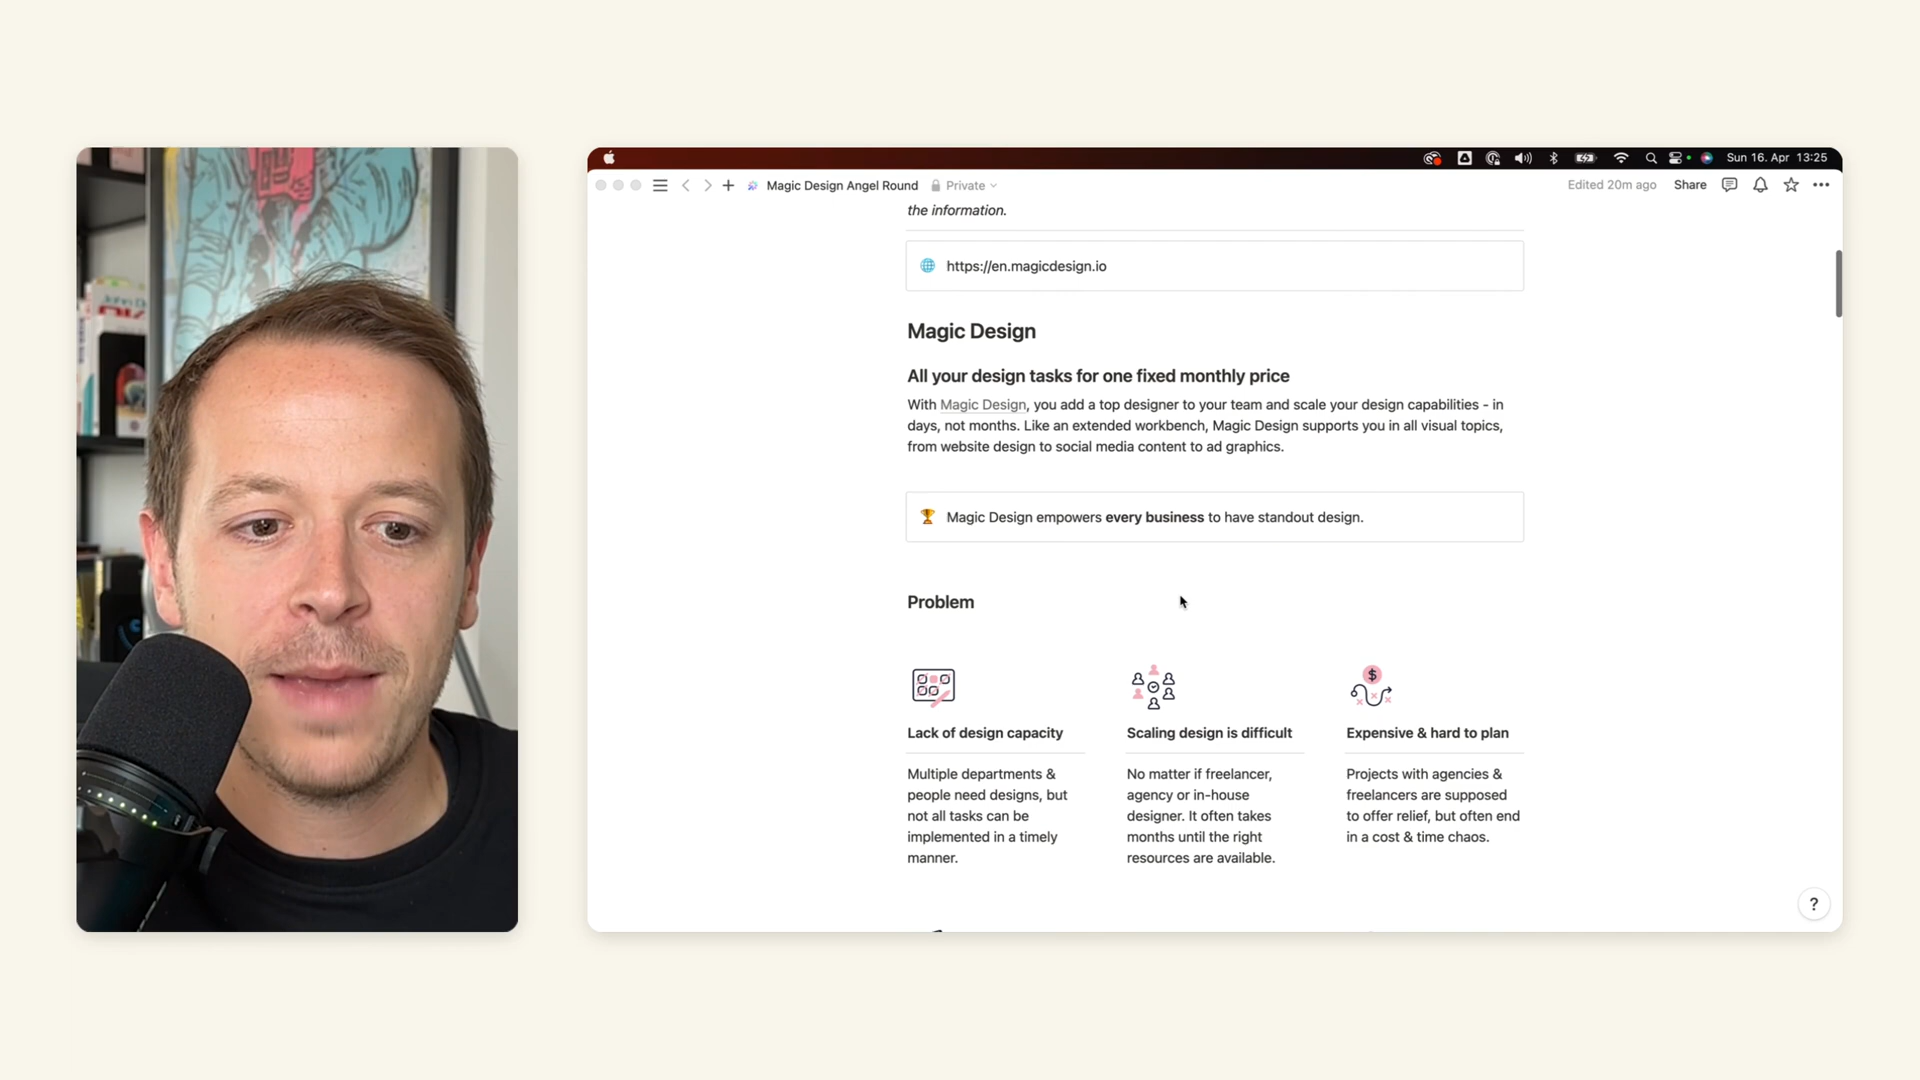 Sun 16. Apr 13:25
Magic Design Angel Round
Private
Edited 20m ago
Share
the information.
https://en.magicdesign.io
Magic Design
All your design tasks for one fixed monthly price
With Magic Design, you add a top designer to your team and scale your design capabilities - in
days, not months. Like an extended workbench, Magic Design supports you in all visual topics,
from website design to social media content to ad graphics.
Magic Design empowers every business to have standout design.
Problem
Lack of design capacity
Multiple departments &
people need designs, but
not all tasks can be
implemented in a timely
manner.
Scaling design is difficult
No matter if freelancer,
agency or in-house
designer. It often takes
months until the right
resources are available.
$
Expensive & hard to plan
Projects with agencies &
freelancers are supposed
to offer relief, but often end
in a cost & time chaos.
?